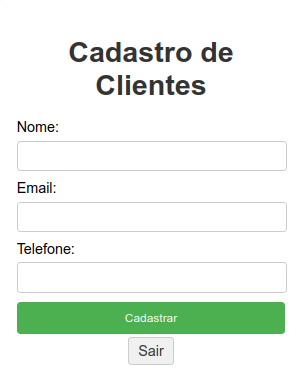 Cadastro de
Clientes
Nome:
Email:
Telefone:
Cadastrar
Sair